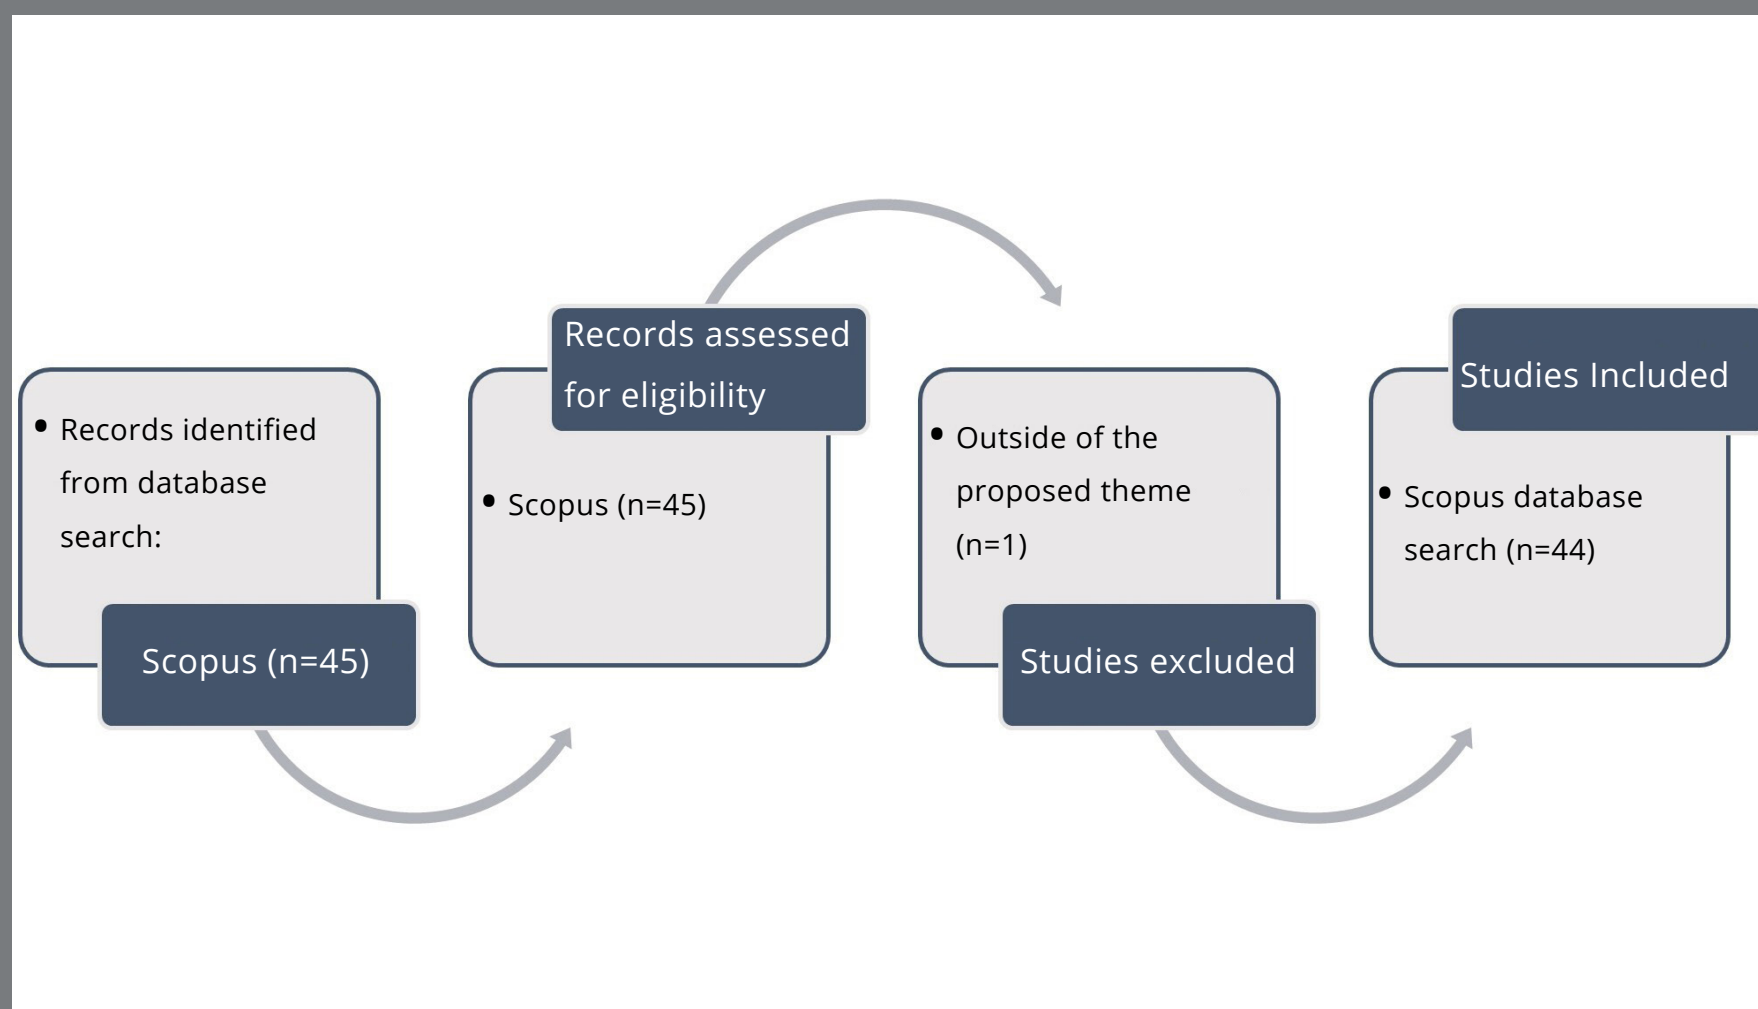 • Records identified
from database
search:
Scopus (n=45)
Records assessed
for eligibility
• Scopus (n=45)
• Outside of the
proposed theme
(n=1)
Studies excluded
Studies Included
• Scopus database
search (n=44)